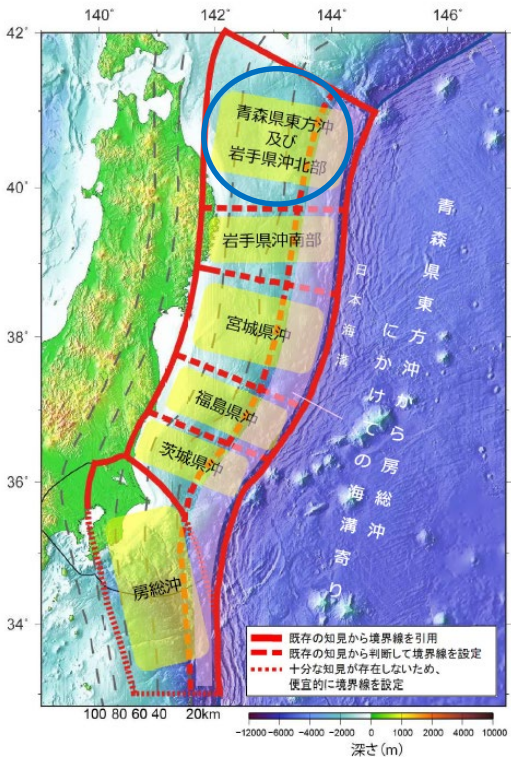 140° 142° 144° 146°
42°
青森県東方沖
及び
岩手県沖北部
40°
岩手県沖南部
青森県東方沖から房総沖
にかけての海溝寄り
日本海溝
宮城県沖
38°
福島県沖
茨城県沖
36°
房総沖
34°
既存の知見から境界線を引用
既存の知見から判断して境界線を設定
十分な知見が存在しないため、
便宜的に境界線を設定
100 80 60 40 20km
-12000 -6000 -4000 -2000 0 2000 4000 6000 10000
深さ(m)